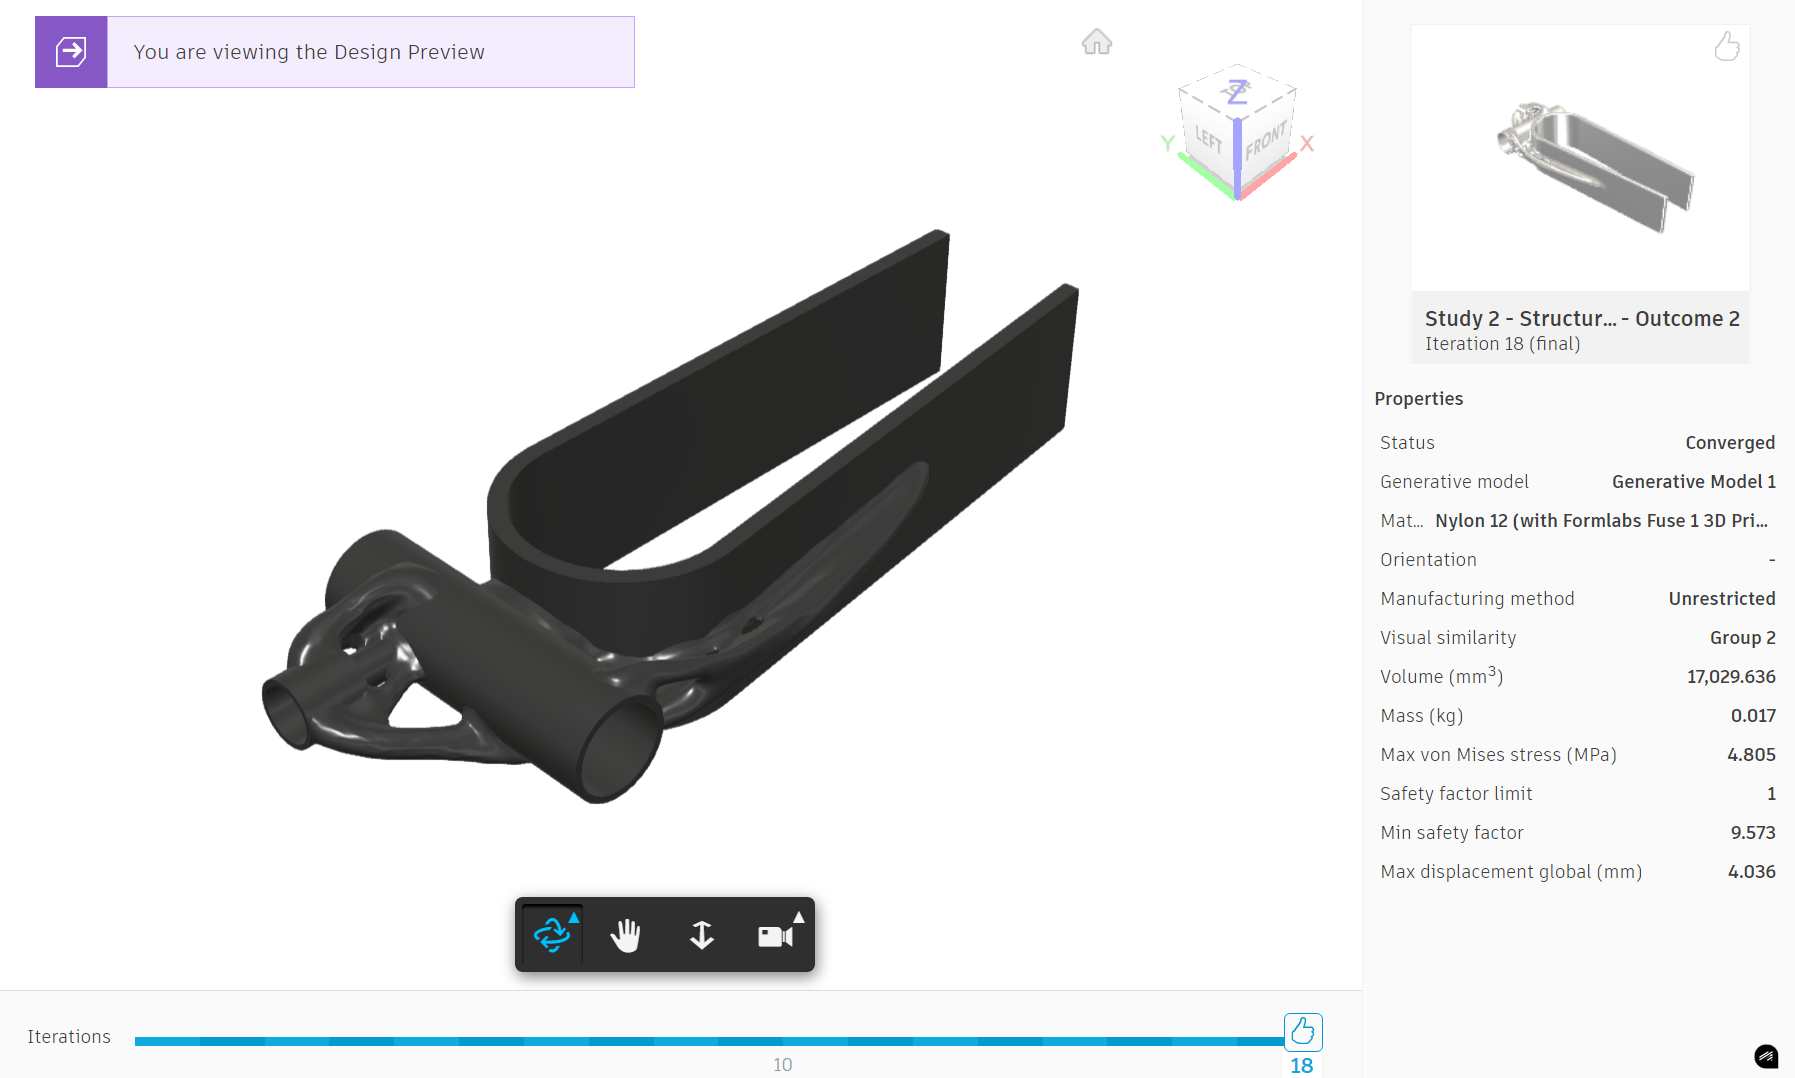 You are viewing the Design Preview
TOP
Z
LEFT
FRONT
Y
X
Study 2 - Structur... - Outcome 2
Iteration 18 (final)
Properties
Status Converged
Generative model Generative Model 1
Mat... Nylon 12 (with Formlabs Fuse 1 3D Pri...
Orientation -
Manufacturing method Unrestricted
Visual similarity Group 2
Volume (mm³) 17,029.636
Mass (kg) 0.017
Max von Mises stress (MPa) 4.805
Safety factor limit 1
Min safety factor 9.573
Max displacement global (mm) 4.036
Iterations
10
18